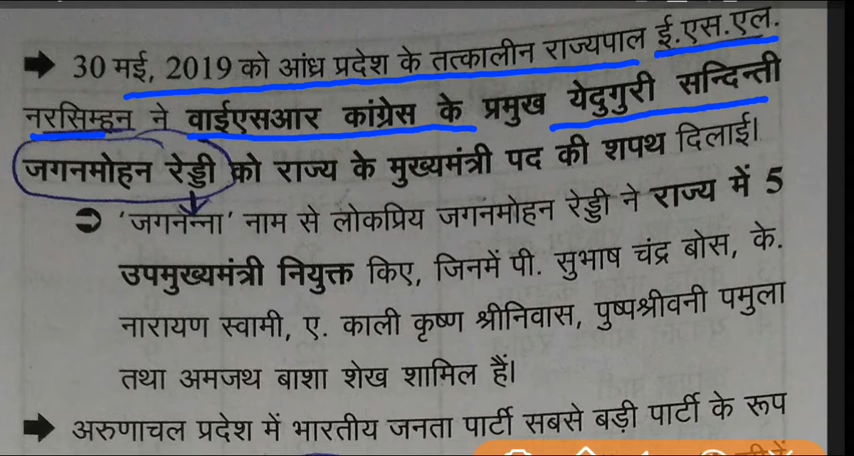 30 मई, 2019 को आंध्र प्रदेश के तत्कालीन राज्यपाल ई.एस.एल.
नरसिम्हन ने वाईएसआर कांग्रेस के प्रमुख येदुगुरी सन्दिन्ती
जगनमोहन रेड्डी को राज्य के मुख्यमंत्री पद की शपथ दिलाई।
'जगनन्ना' नाम से लोकप्रिय जगनमोहन रेड्डी ने राज्य में 5
उपमुख्यमंत्री नियुक्त किए, जिनमें पी. सुभाष चंद्र बोस, के.
नारायण स्वामी, ए. काली कृष्ण श्रीनिवास, पुष्पश्रीवनी पमुला
तथा अमजथ बाशा शेख शामिल हैं।
अरुणाचल प्रदेश में भारतीय जनता पार्टी सबसे बड़ी पार्टी के रूप